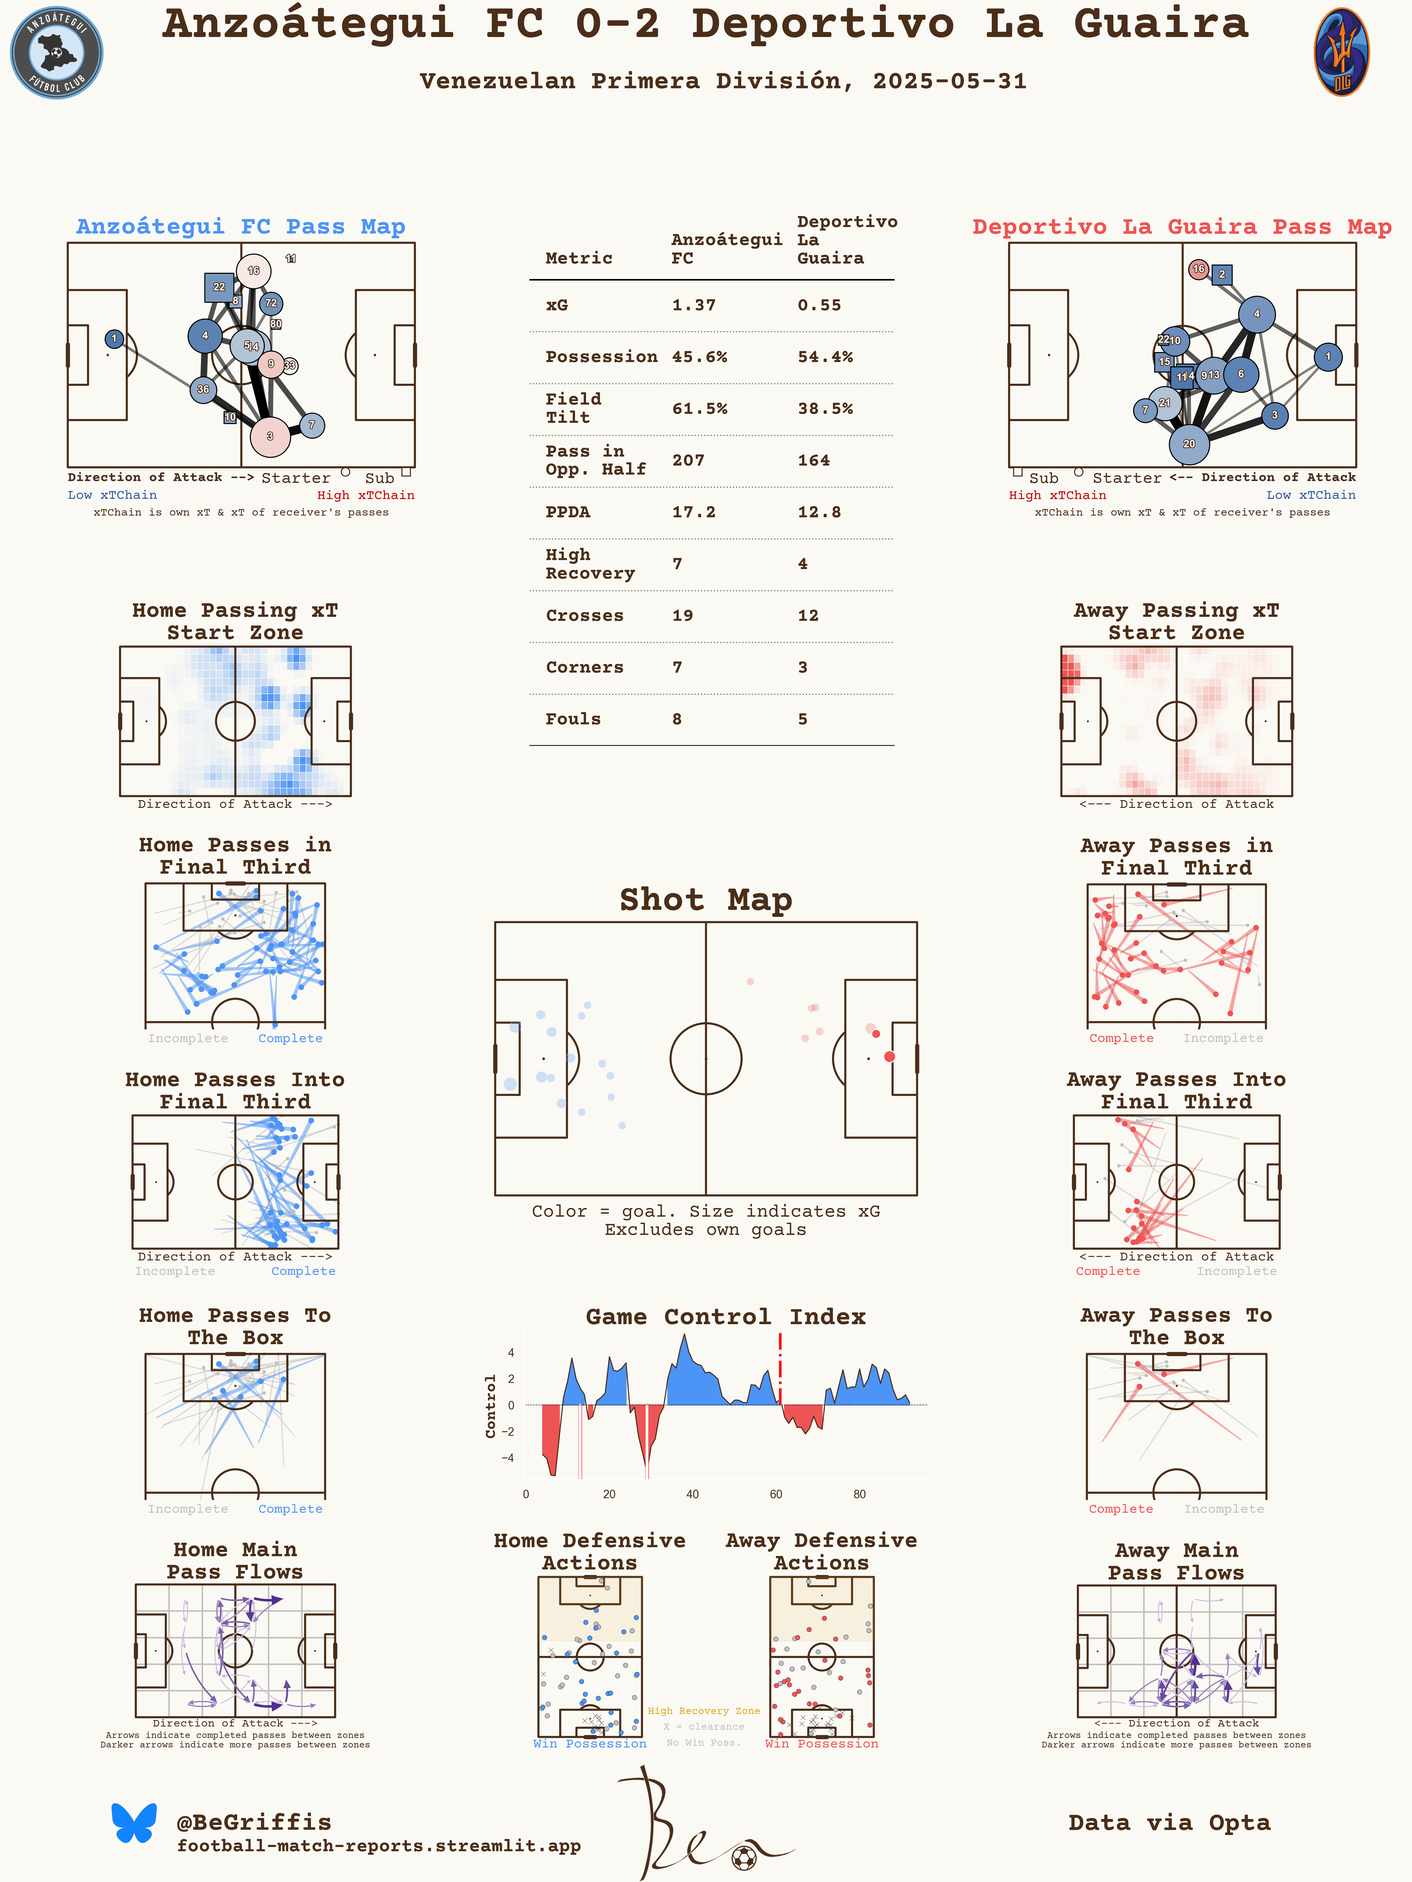 Anzoátegui FC 0-2 Deportivo La Guaira
Venezuelan Primera División, 2025-05-31
ANZOÁTEGUI
FÚTBOL CLUB
DLG
Anzoátegui FC Pass Map
16
11
22
8
72
80
4
5
14
1
9
33
36
10
3
7
Direction of Attack --> Starter Sub
Low xTChain High xTChain
xTChain is own xT & xT of receiver's passes
Metric Anzoátegui FC Deportivo La Guaira
xG 1.37 0.55
Possession 45.6% 54.4%
Field Tilt 61.5% 38.5%
Pass in Opp. Half 207 164
PPDA 17.2 12.8
High Recovery 7 4
Crosses 19 12
Corners 7 3
Fouls 8 5
Deportivo La Guaira Pass Map
16
2
4
22
10
15
1
11
14
9
13
6
21
7
3
20
Sub Starter <-- Direction of Attack
High xTChain Low xTChain
xTChain is own xT & xT of receiver's passes
Home Passing xT
Start Zone
Direction of Attack --->
Away Passing xT
Start Zone
<--- Direction of Attack
Home Passes in
Final Third
Incomplete Complete
Away Passes in
Final Third
Complete Incomplete
Shot Map
Color = goal. Size indicates xG
Excludes own goals
Home Passes Into
Final Third
Direction of Attack --->
Incomplete Complete
Away Passes Into
Final Third
<--- Direction of Attack
Complete Incomplete
Home Passes To
The Box
Incomplete Complete
Game Control Index
Control
4
2
0
−2
−4
0 20 40 60 80
Away Passes To
The Box
Complete Incomplete
Home Main
Pass Flows
Direction of Attack --->
Arrows indicate completed passes between zones
Darker arrows indicate more passes between zones
Home Defensive
Actions
Win Possession
Away Defensive
Actions
Win Possession
High Recovery Zone
X = clearance
No Win Poss.
Away Main
Pass Flows
<--- Direction of Attack
Arrows indicate completed passes between zones
Darker arrows indicate more passes between zones
@BeGriffis
football-match-reports.streamlit.app
Ben
Data via Opta